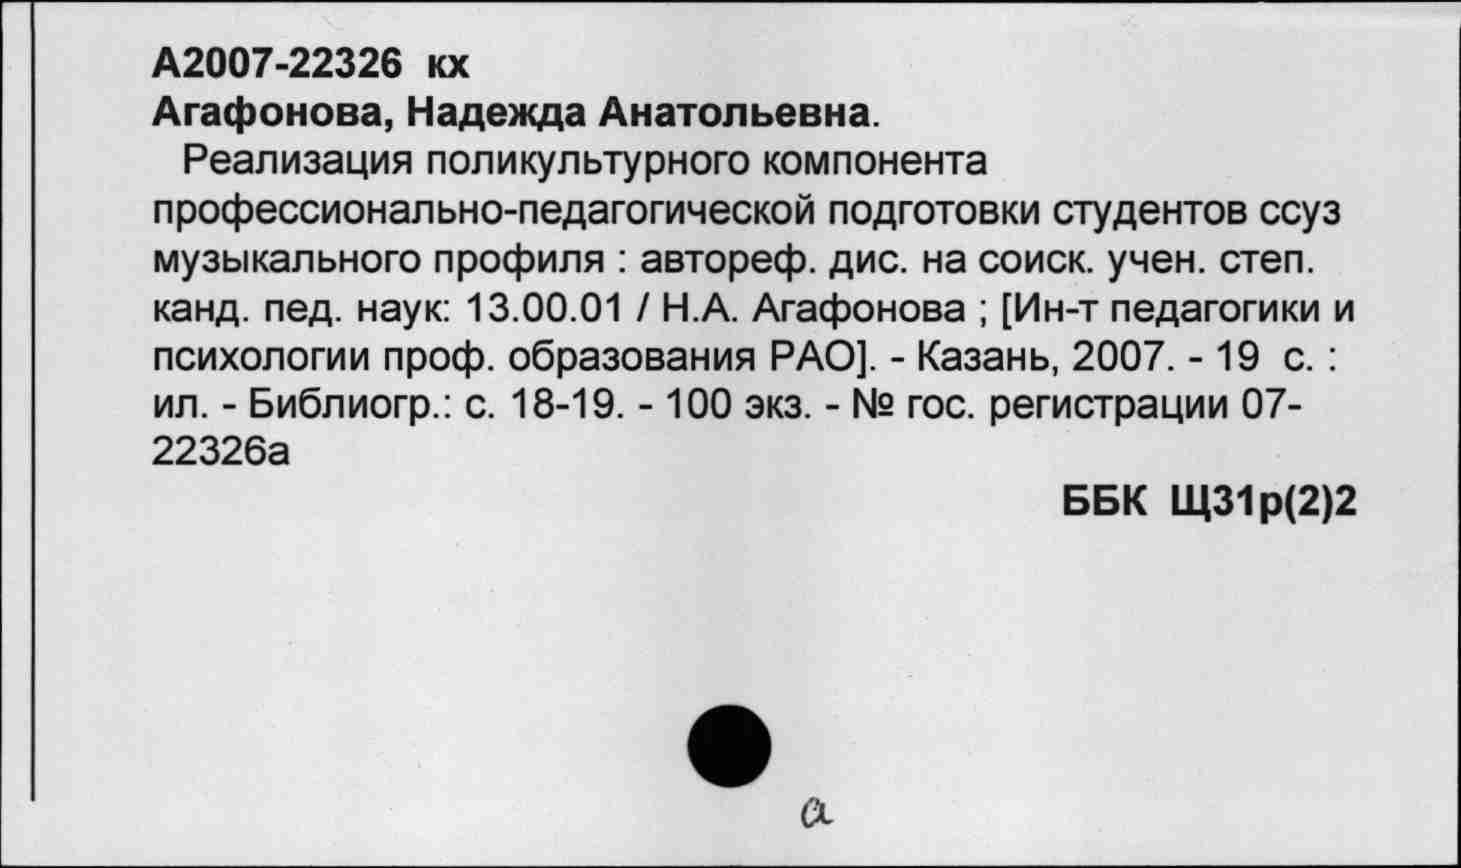 А2007-22326 кх
Агафонова, Надежда Анатольевна.
Реализация поликультурного компонента
профессионально-педагогической подготовки студентов ссуз
музыкального профиля : автореф. дис. на соиск. учен. степ.
канд. пед. наук: 13.00.01 / Н.А. Агафонова ; [Ин-т педагогики и
психологии проф. образования РАО]. - Казань, 2007. - 19 с. :
ил. - Библиогр.: с. 18-19. - 100 экз. - № гос. регистрации 07-
22326а
ББК Щ31р(2)2
а